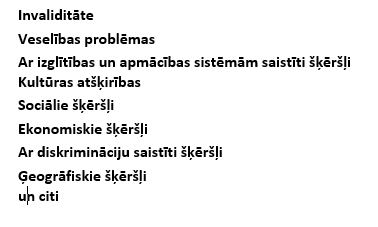 Invaliditāte
Veselības problēmas
Ar izglītības un apmācības sistēmām saistīti šķēršļi
Kultūras atšķirības
Sociālie šķēršļi
Ekonomiskie šķēršļi
Ar diskrimināciju saistīti šķēršļi
Ģeogrāfiskie šķēršļi
un citi